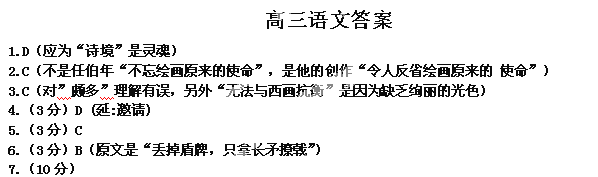 高三语文答案
1.D（应为“诗境”是灵魂）
2.C（不是任伯年“不忘绘画原来的使命”，是他的创作“令人反省绘画原来的 使命”）
3.C（对”颇多”理解有误，另外“无法与西画抗衡”是因为缺乏绚丽的光色）
4.（3分）D（延:邀请）
5.（3分）C
6.（3分）B（原文是“丢掉盾牌，只拿长矛撩戟”）
7.（10分）